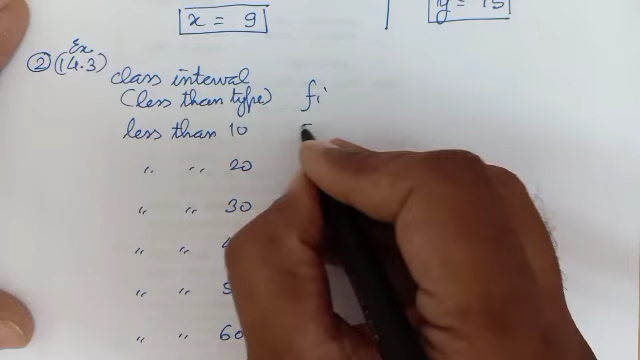 x = 9
y = 15
② Ex (14.3) class interval
(less than type) fi
less than 10
〃 〃 20
〃 〃 30
〃 〃
〃 〃
〃 〃 60